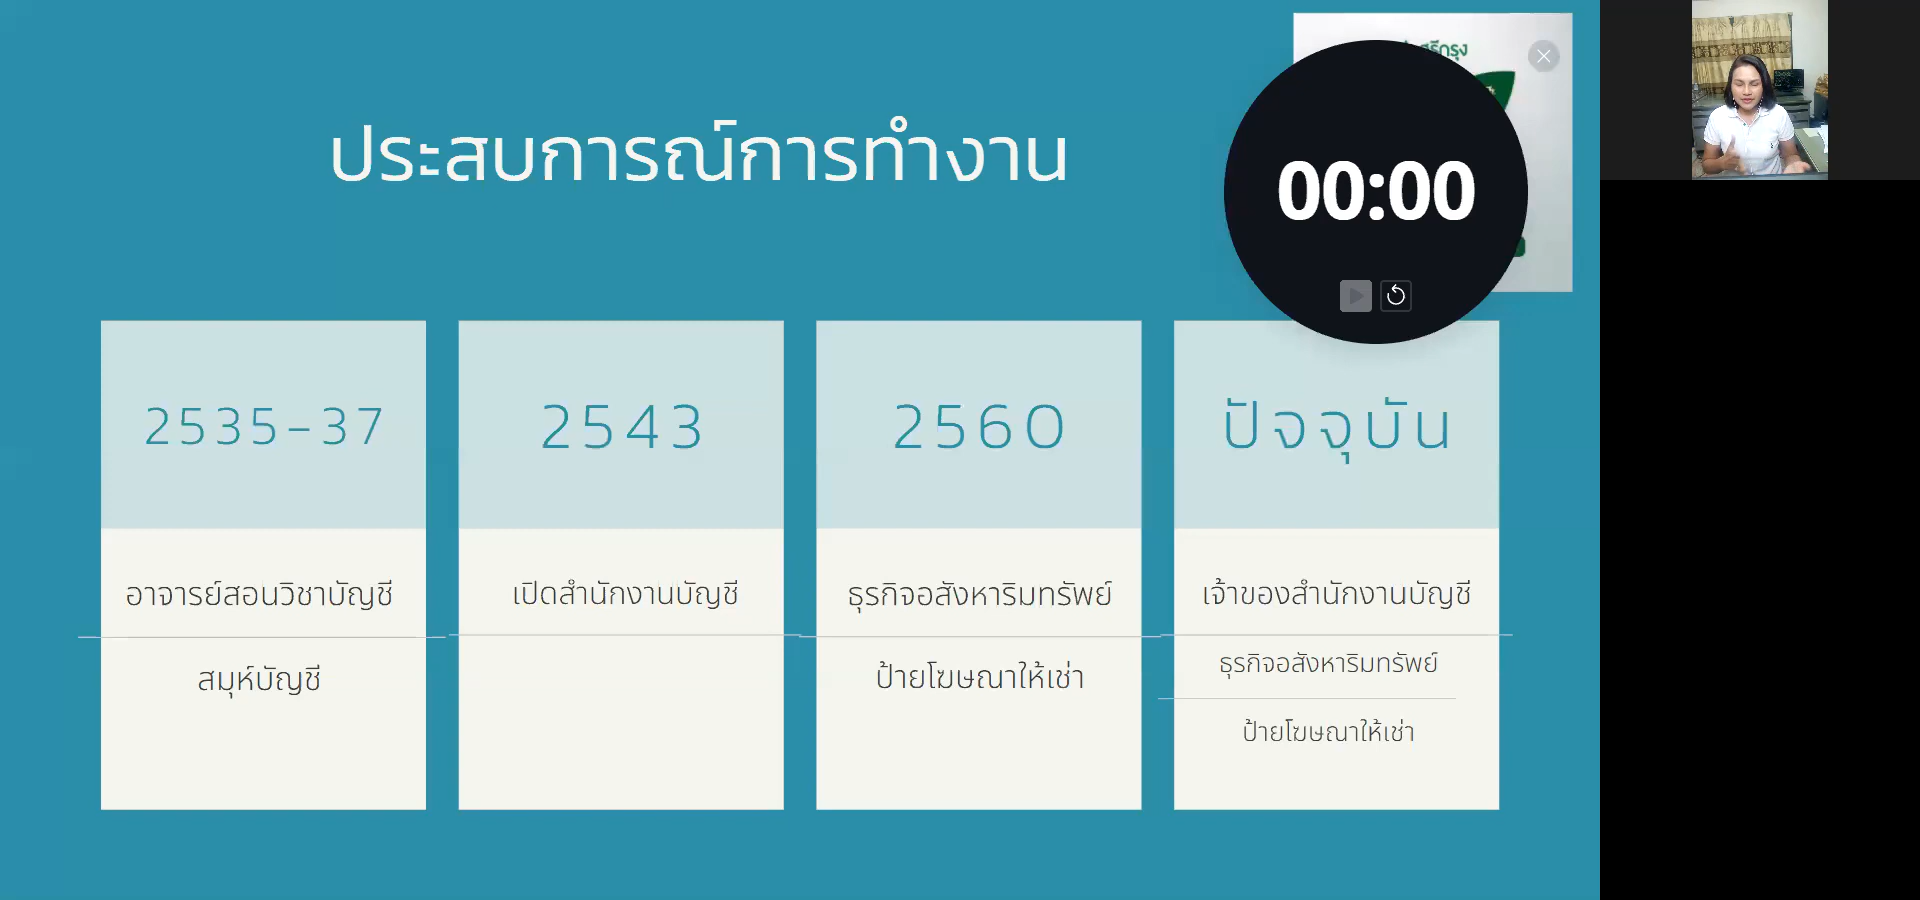 ประสบการณ์การทำงาน
00:00
2535-37
อาจารย์สอนวิชาบัญชี
สมุห์บัญชี
2543
เปิดสำนักงานบัญชี
2560
ธุรกิจอสังหาริมทรัพย์
ป้ายโฆษณาให้เช่า
ปัจจุบัน
เจ้าของสำนักงานบัญชี
ธุรกิจอสังหาริมทรัพย์
ป้ายโฆษณาให้เช่า